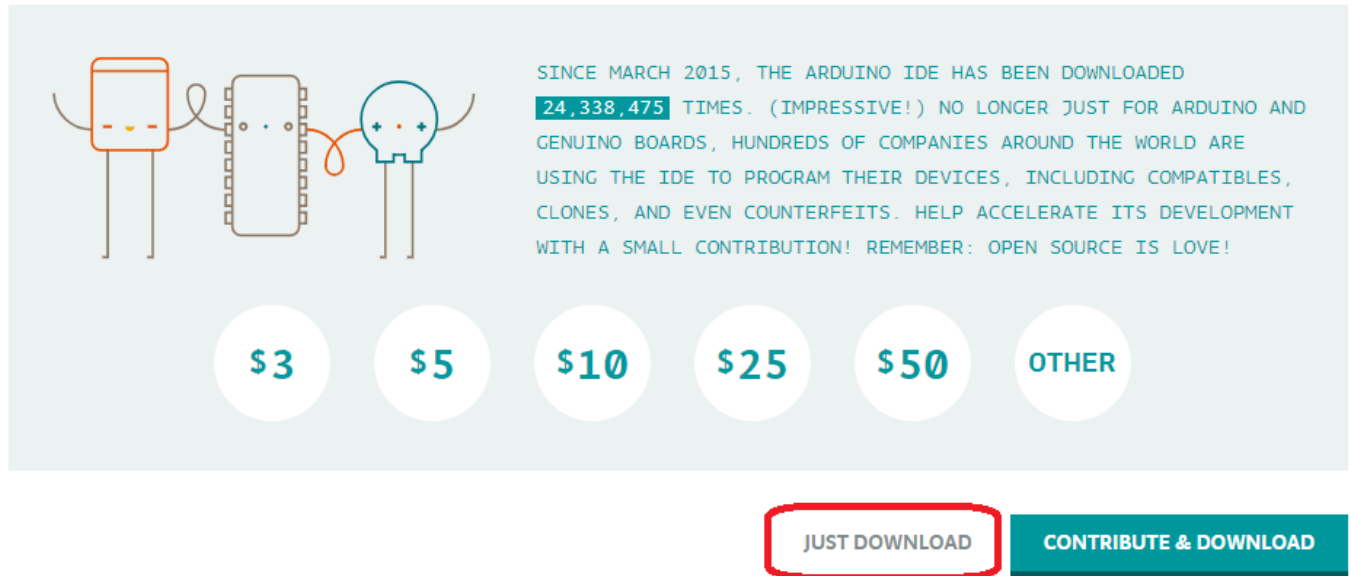 SINCE MARCH 2015, THE ARDUINO IDE HAS BEEN DOWNLOADED
24,338,475 TIMES. (IMPRESSIVE!) NO LONGER JUST FOR ARDUINO AND
GENUINO BOARDS, HUNDREDS OF COMPANIES AROUND THE WORLD ARE
USING THE IDE TO PROGRAM THEIR DEVICES, INCLUDING COMPATIBLES,
CLONES, AND EVEN COUNTERFEITS. HELP ACCELERATE ITS DEVELOPMENT
WITH A SMALL CONTRIBUTION! REMEMBER: OPEN SOURCE IS LOVE!
$3 $5 $10 $25 $50 OTHER
JUST DOWNLOAD CONTRIBUTE & DOWNLOAD